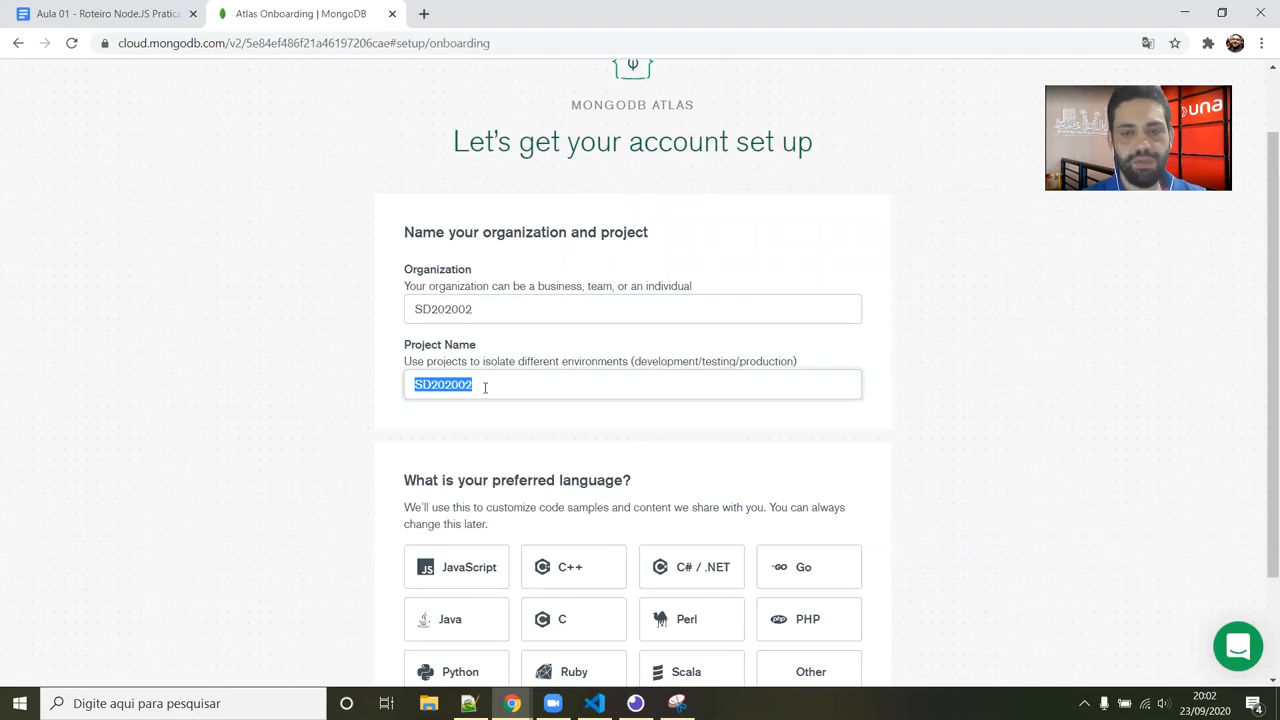 Aula 01 - Roteiro NodeJS Pratica
Atlas Onboarding | MongoDB
cloud.mongodb.com/v2/5e84ef486f21a46197206cae#setup/onboarding
una
MONGODB ATLAS
Let's get your account set up
Name your organization and project
Organization
Your organization can be a business, team, or an individual
SD202002
Project Name
Use projects to isolate different environments (development/testing/production)
SD202002
What is your preferred language?
We'll use this to customize code samples and content we share with you. You can always
change this later.
JS JavaScript
C++
C# / .NET
GO Go
Java
C
Perl
php PHP
Python
Ruby
Scala
Other
Digite aqui para pesquisar
20:02
23/09/2020
4